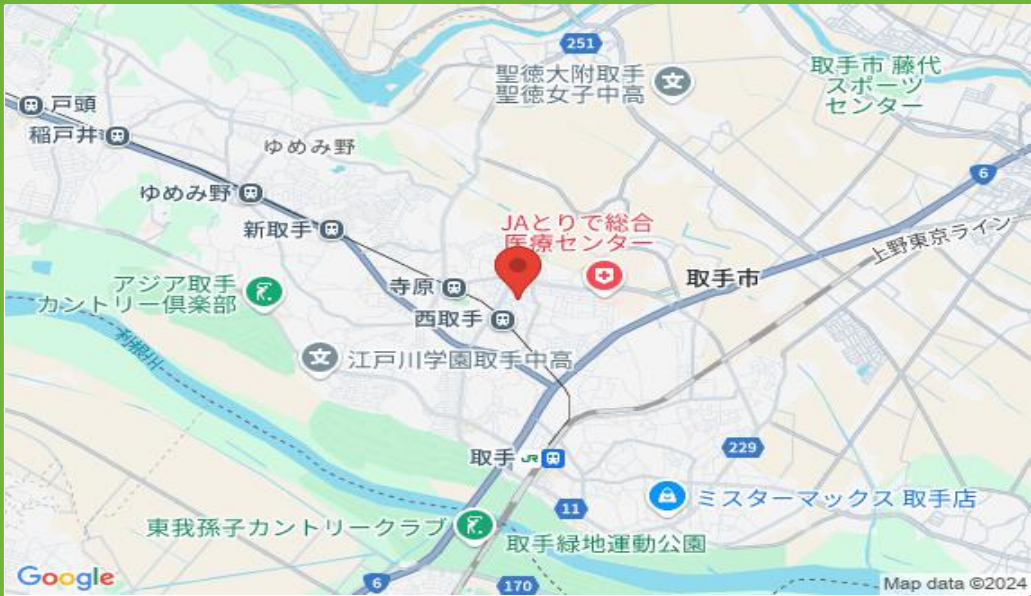 251
聖徳大附取手
聖徳女子中高
取手市 藤代
スポーツ
センター
戸頭
稲戸井
ゆめみ野
6
ゆめみ野
新取手
JAとりで総合
医療センター
上野東京ライン
アジア取手
カントリー倶楽部
寺原
取手市
西取手
利根川
江戸川学園取手中高
229
取手 JR
ミスターマックス 取手店
11
東我孫子カントリークラブ
取手緑地運動公園
Google
6
170
Map data ©2024